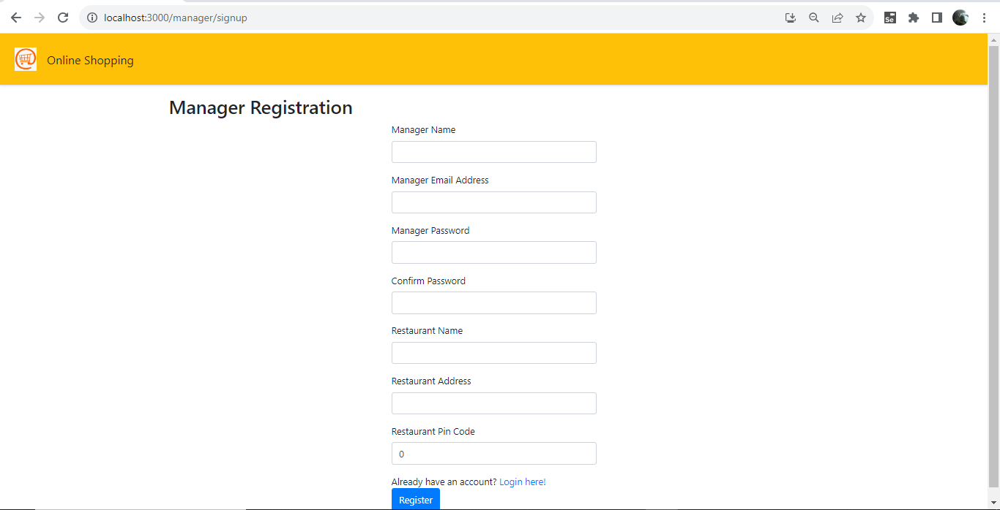 localhost:3000/manager/signup
Se
Online Shopping
Manager Registration
Manager Name
Manager Email Address
Manager Password
Confirm Password
Restaurant Name
Restaurant Address
Restaurant Pin Code
0
Already have an account? Login here!
Register